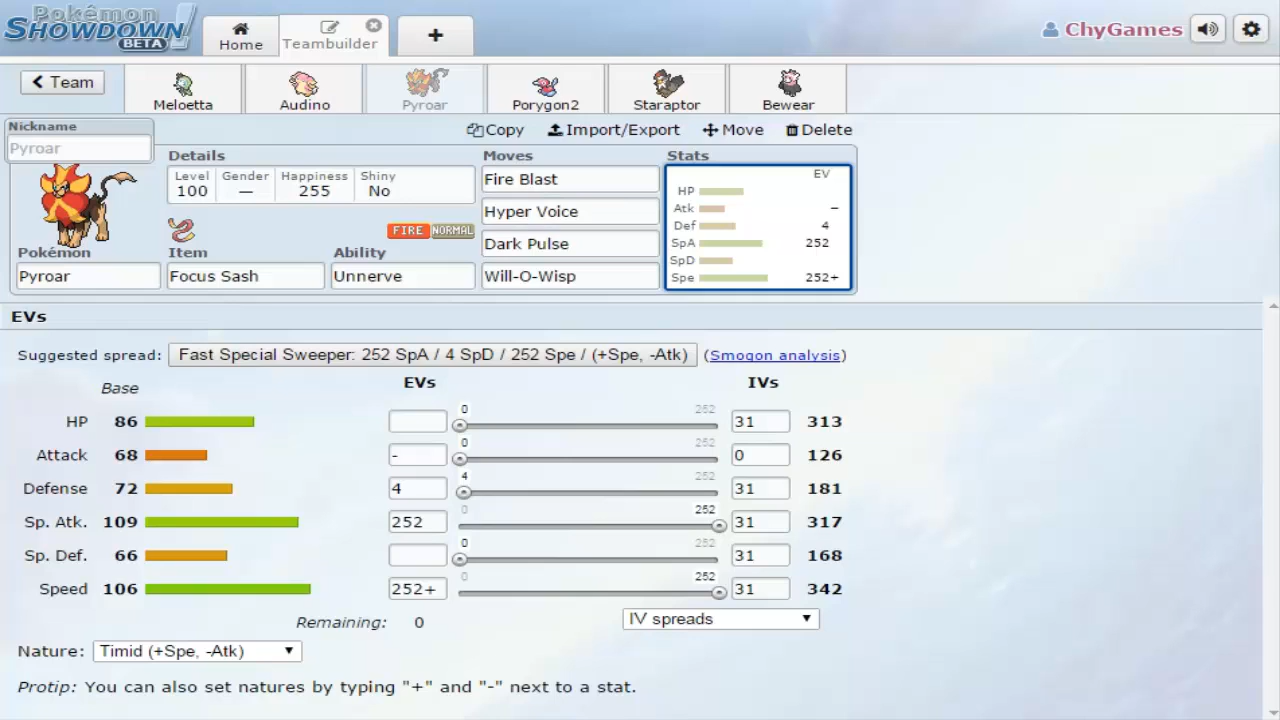 Pokémon
SHOWDOWN!
BETA
Home
Teambuilder
+
ChyGames
Team
Meloetta
Audino
Pyroar
Porygon2
Staraptor
Bewear
Nickname
Pyroar
Copy
Import/Export
Move
Delete
Details
Moves
Stats
Level Gender Happiness Shiny
100 — 255 No
FIRE NORMAL
Pokémon Item Ability
Pyroar
Focus Sash
Unnerve
Fire Blast
Hyper Voice
Dark Pulse
Will-O-Wisp
EV
HP
Atk –
Def 4
SpA 252
SpD
Spe 252+
EVs
Suggested spread: Fast Special Sweeper: 252 SpA / 4 SpD / 252 Spe / (+Spe, -Atk) (Smogon analysis)
Base EVs IVs
HP 86 0 252 31 313
Attack 68 - 0 252 0 126
Defense 72 4 4 252 31 181
Sp. Atk. 109 252 0 252 31 317
Sp. Def. 66 0 252 31 168
Speed 106 252+ 0 252 31 342
Remaining: 0
IV spreads
Nature: Timid (+Spe, -Atk)
Protip: You can also set natures by typing "+" and "-" next to a stat.